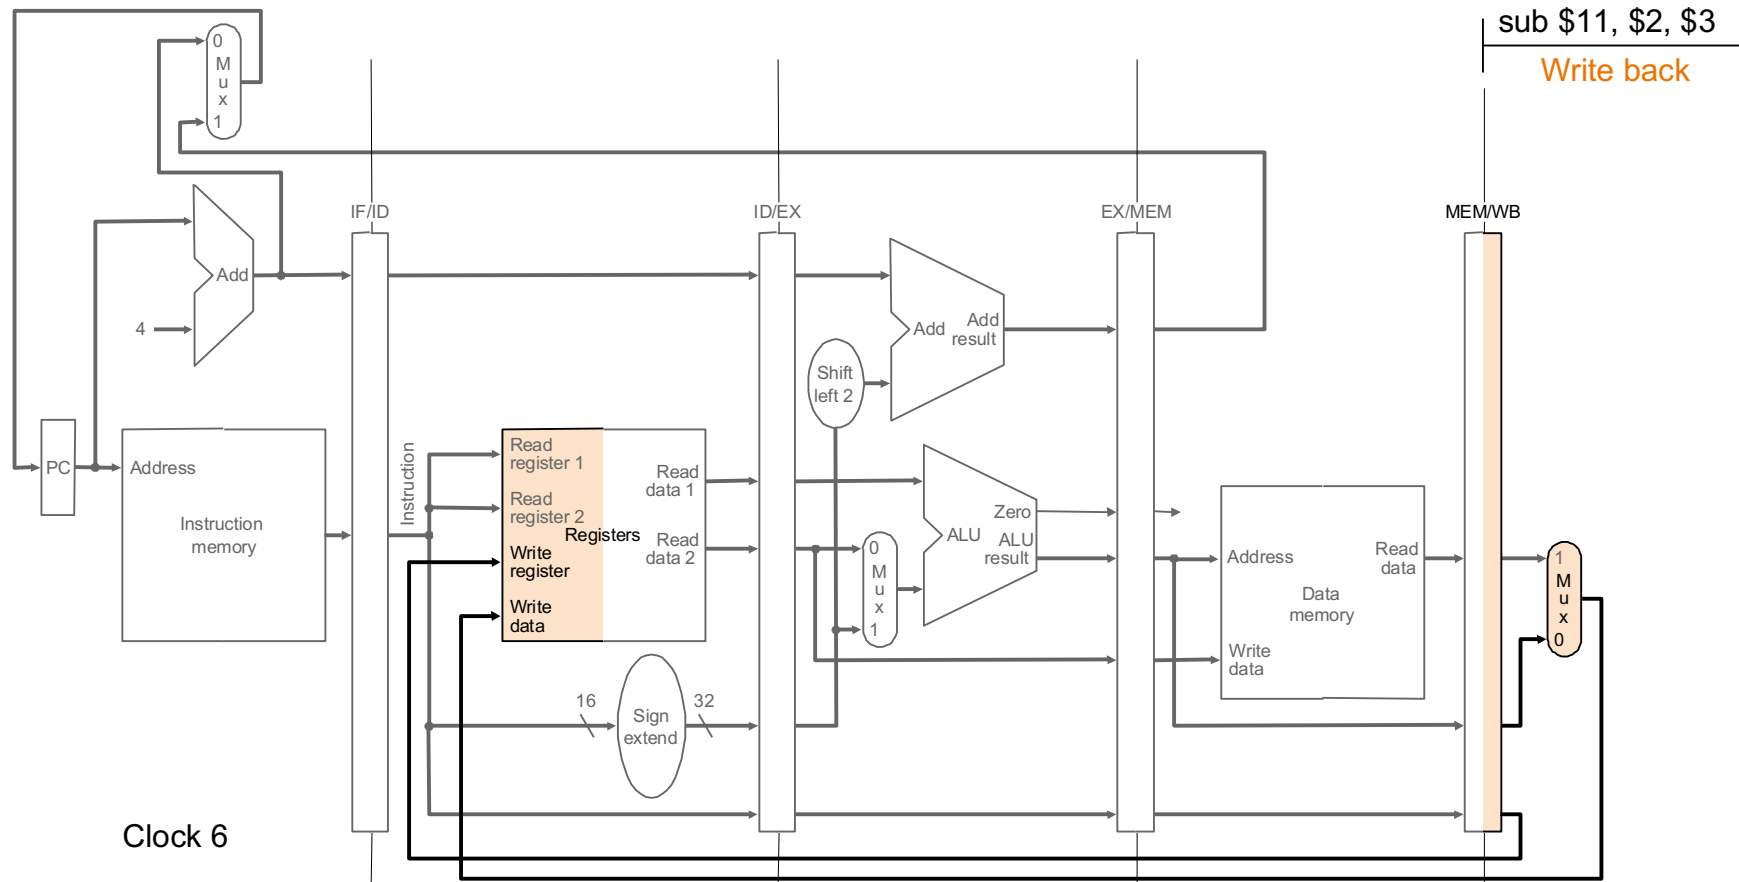 sub $11, $2, $3
Write back
0
M
u
x
1
IF/ID
ID/EX
EX/MEM
MEM/WB
Add
4
Add
Add
result
Shift
left 2
PC
Address
Instruction
memory
Instruction
Read
register 1
Read
register 2
Registers
Write
register
Write
data
Read
data 1
Read
data 2
0
M
u
x
1
Zero
ALU
ALU
result
Address
Read
data
Data
memory
Write
data
1
M
u
x
0
16
Sign
extend
32
Clock 6